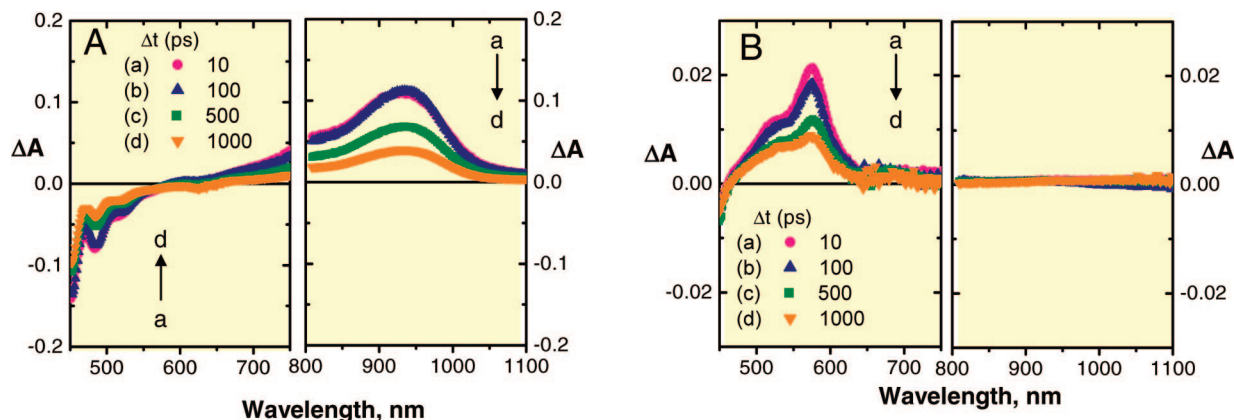 A
Δt (ps)
(a) 10
(b) 100
(c) 500
(d) 1000
a
d
d
a
0.2
0.1
0.0
-0.1
-0.2
ΔA
500 600 700 800 900 1000 1100
0.2
0.1
0.0
-0.1
-0.2
ΔA
Wavelength, nm
B
a
d
Δt (ps)
(a) 10
(b) 100
(c) 500
(d) 1000
0.02
0.00
-0.02
ΔA
500 600 700 800 900 1000 1100
0.02
0.00
-0.02
ΔA
Wavelength, nm